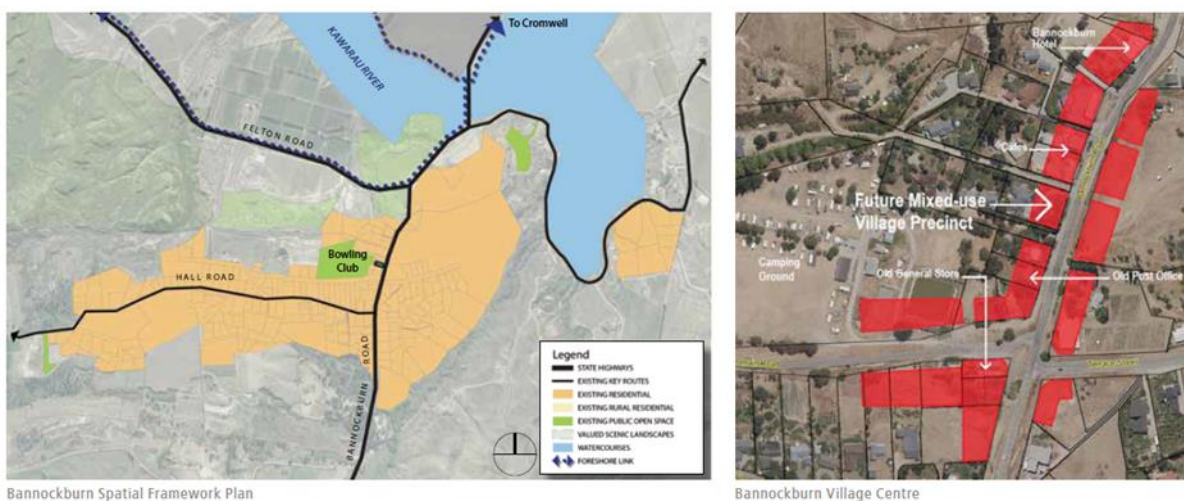 To Cromwell
KAWARAU RIVER
FELTON ROAD
Bowling
Club
HALL ROAD
BANNOCKBURN ROAD
Legend
STATE HIGHWAYS
EXISTING KEY ROUTES
EXISTING RESIDENTIAL
EXISTING RURAL RESIDENTIAL
EXISTING PUBLIC OPEN SPACE
VALUED SCENIC LANDSCAPES
WATERCOURSES
FORESHORE LINK
Bannockburn Spatial Framework Plan
Bannockburn
Hotel
Cafes
Future Mixed-use
Village Precinct
Camping
Ground
Old General Store
Old Post Office
Bannockburn Village Centre